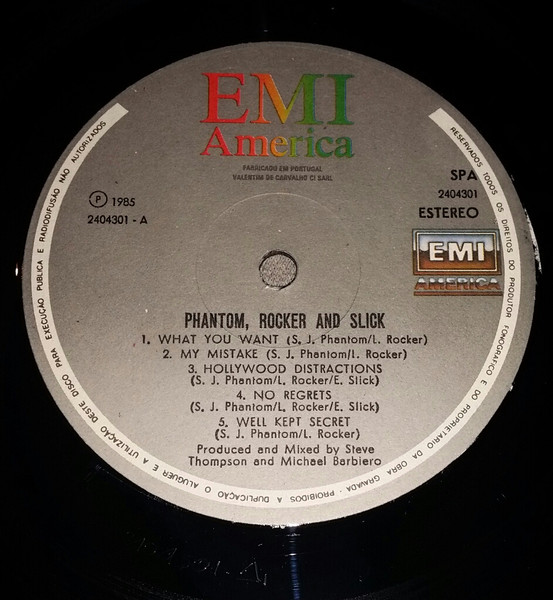 EMI
America
FABRICADO EM PORTUGAL
VALENTIM DE CARVALHO CI SARL
Ⓟ 1985
2404301 - A
SPA
2404301
ESTEREO
EMI
AMERICA
PHANTOM, ROCKER AND SLICK
1. WHAT YOU WANT (S. J. Phantom/L. Rocker)
2. MY MISTAKE (S. J. Phantom/L. Rocker)
3. HOLLYWOOD DISTRACTIONS
(S. J. Phantom/L. Rocker/E. Slick)
4. NO REGRETS
(S. J. Phantom/L. Rocker/E. Slick)
5. WELL KEPT SECRET
(S. J. Phantom/L. Rocker)
Produced and Mixed by Steve
Thompson and Michael Barbiero
RESERVADOS TODOS OS DIREITOS DO PRODUTOR FONOGRAFICO E DO PROPRIETARIO DA OBRA GRAVADA - PROIBIDOS A DUPLICAÇÃO O ALUGUER E A UTILIZAÇÃO DESTE DISCO PARA EXECUÇÃO PUBLICA E RADIODIFUSÃO NÃO AUTORIZADOS